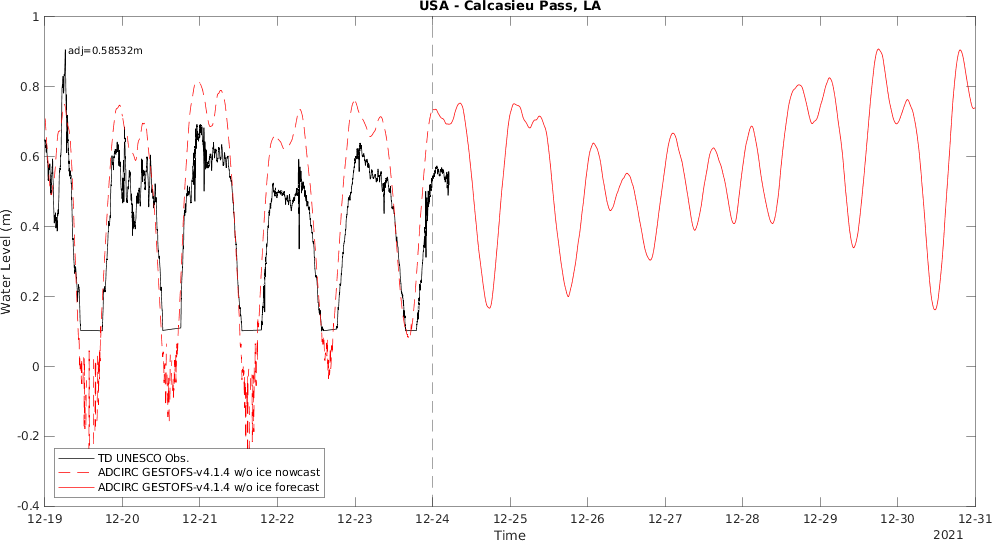 USA - Calcasieu Pass, LA
1
adj=0.58532m
0.8
0.6
0.4
0.2
0
-0.2
-0.4
Water Level (m)
TD UNESCO Obs.
ADCIRC GESTOFS-v4.1.4 w/o ice nowcast
ADCIRC GESTOFS-v4.1.4 w/o ice forecast
12-19 12-20 12-21 12-22 12-23 12-24 12-25 12-26 12-27 12-28 12-29 12-30 12-31
Time
2021